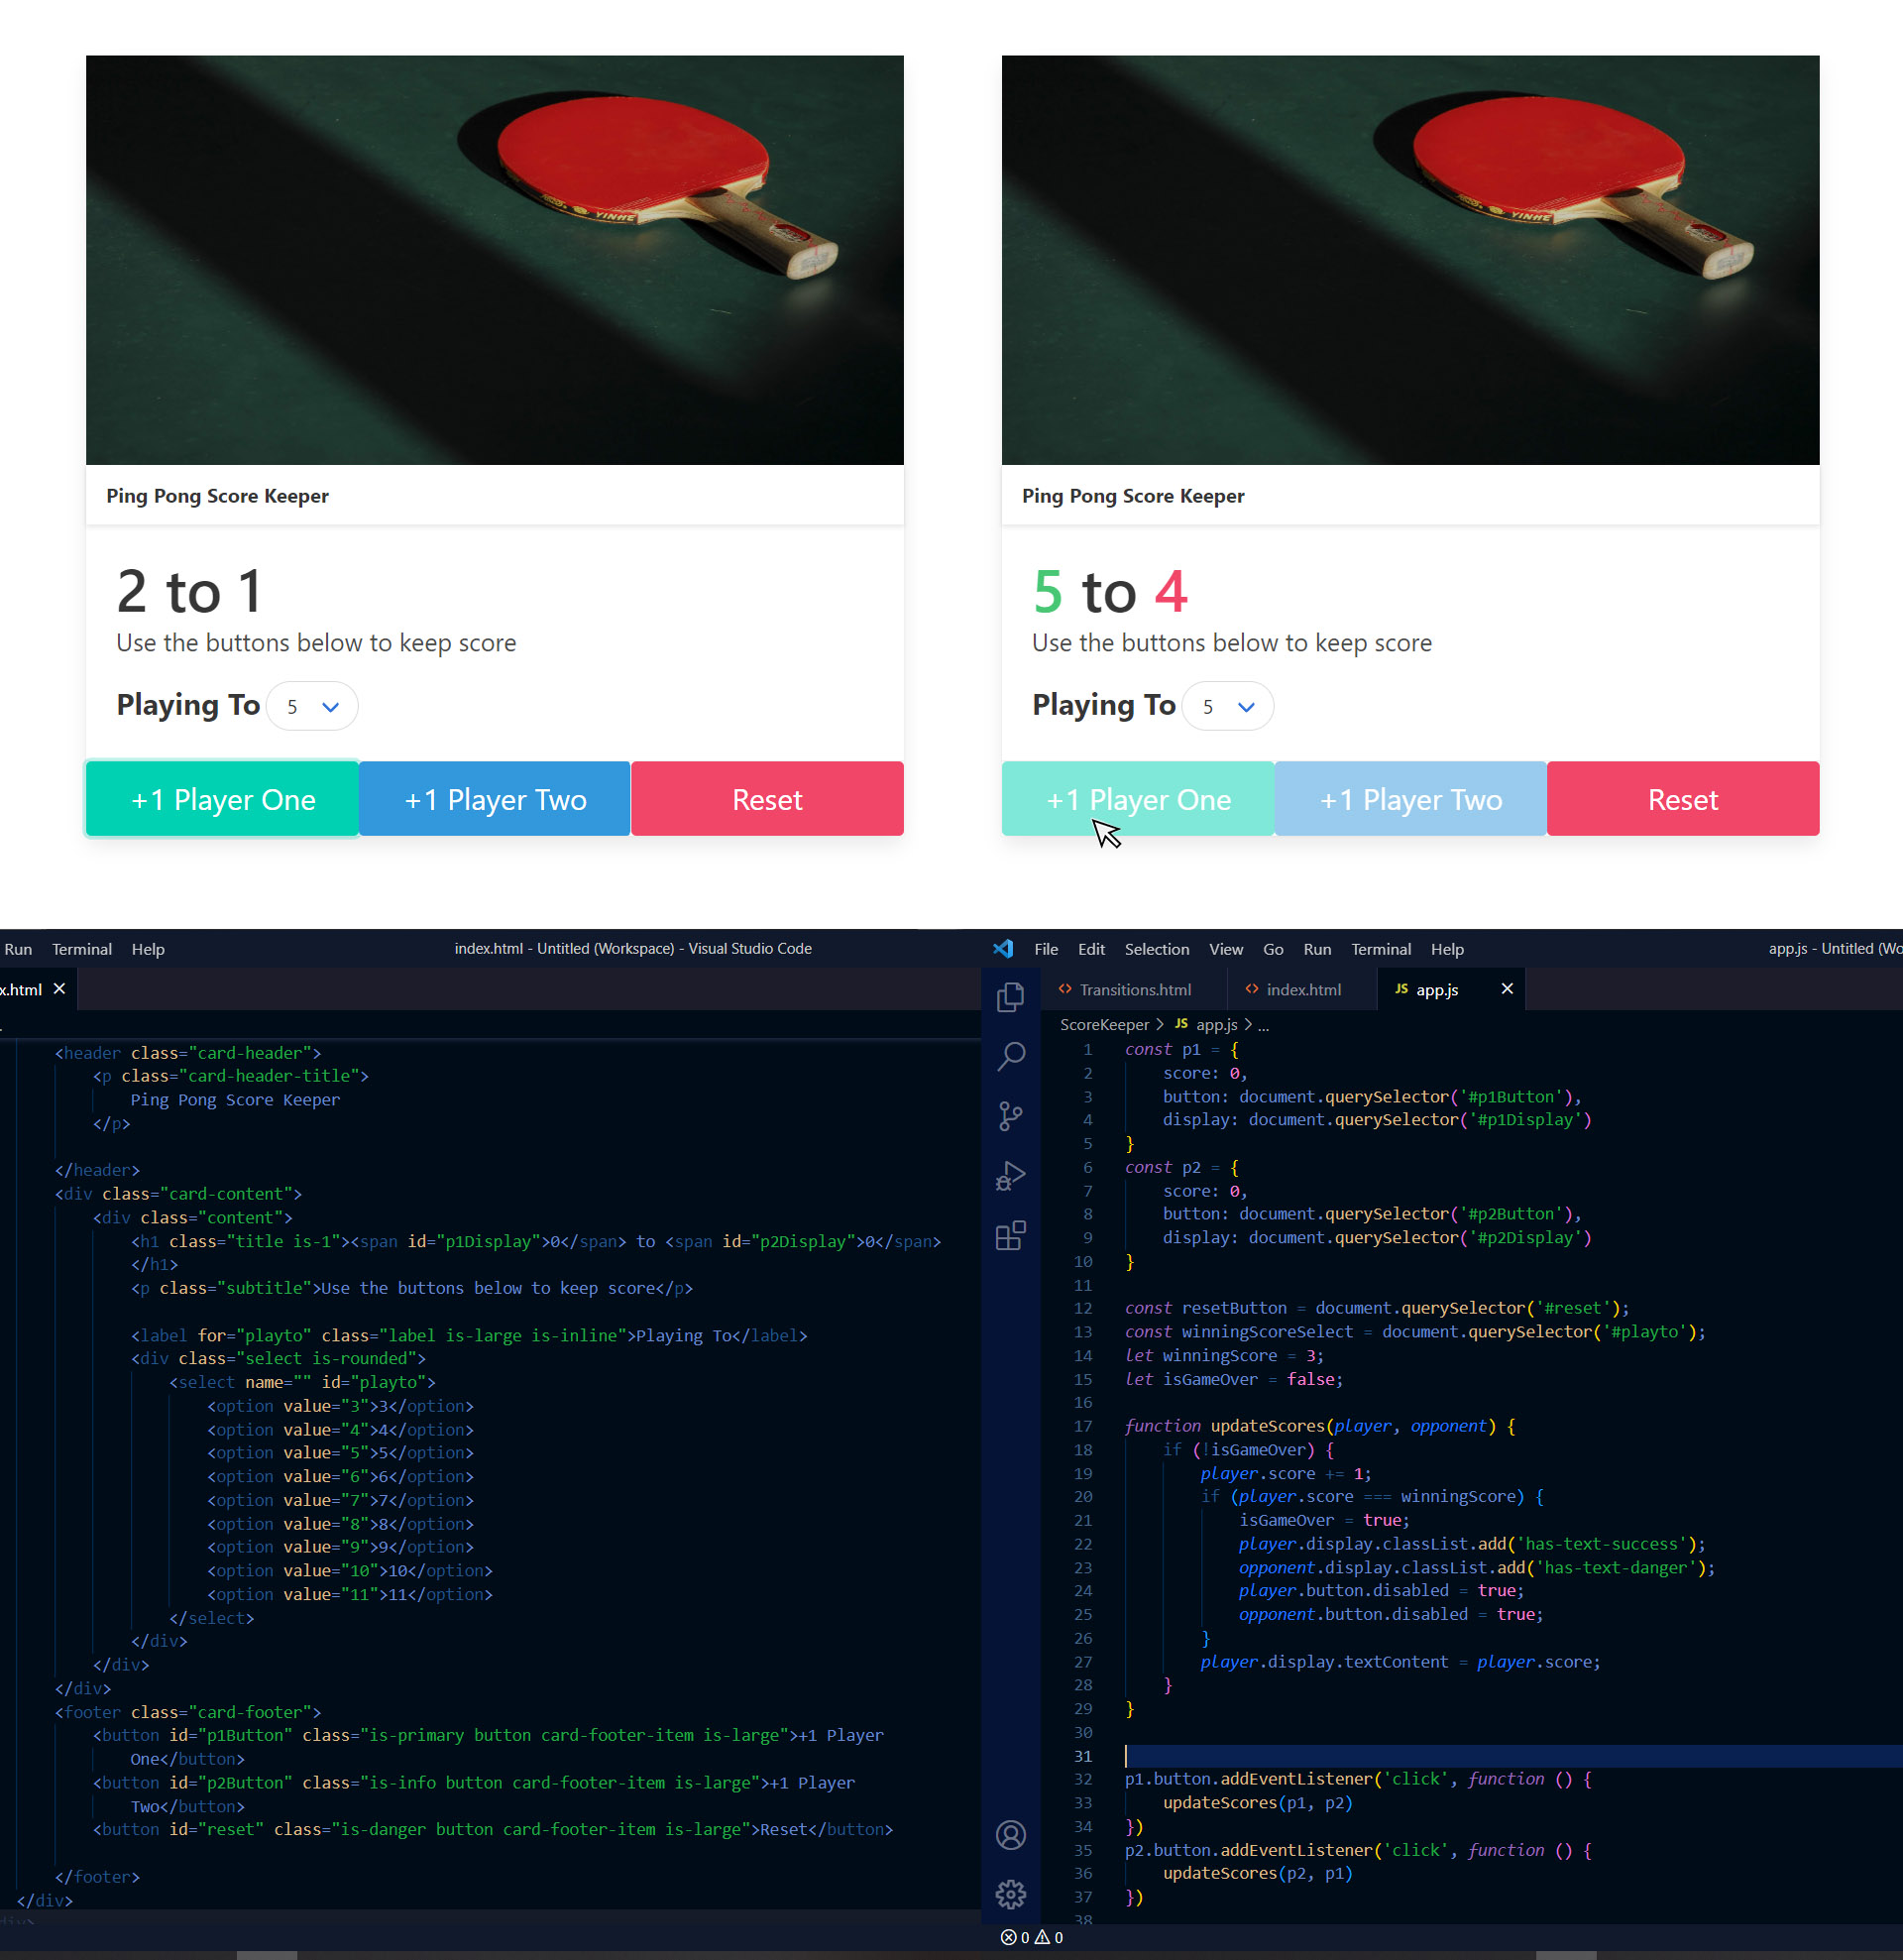 YINHE
Ping Pong Score Keeper
2 to 1
Use the buttons below to keep score
Playing To 5
+1 Player One +1 Player Two Reset
YINHE
Ping Pong Score Keeper
5 to 4
Use the buttons below to keep score
Playing To 5
+1 Player One +1 Player Two Reset
Run Terminal Help index.html - Untitled (Workspace) - Visual Studio Code
x.html ✕
<header class="card-header">
<p class="card-header-title">
Ping Pong Score Keeper
</p>
</header>
<div class="card-content">
<div class="content">
<h1 class="title is-1"><span id="p1Display">0</span> to <span id="p2Display">0</span>
</h1>
<p class="subtitle">Use the buttons below to keep score</p>
<label for="playto" class="label is-large is-inline">Playing To</label>
<div class="select is-rounded">
<select name="" id="playto">
<option value="3">3</option>
<option value="4">4</option>
<option value="5">5</option>
<option value="6">6</option>
<option value="7">7</option>
<option value="8">8</option>
<option value="9">9</option>
<option value="10">10</option>
<option value="11">11</option>
</select>
</div>
</div>
</div>
<footer class="card-footer">
<button id="p1Button" class="is-primary button card-footer-item is-large">+1 Player
One</button>
<button id="p2Button" class="is-info button card-footer-item is-large">+1 Player
Two</button>
<button id="reset" class="is-danger button card-footer-item is-large">Reset</button>
</footer>
</div>
File Edit Selection View Go Run Terminal Help app.js - Untitled (Wo
<> Transitions.html <> index.html JS app.js ✕
ScoreKeeper > JS app.js > ...
1 const p1 = {
2 score: 0,
3 button: document.querySelector('#p1Button'),
4 display: document.querySelector('#p1Display')
5 }
6 const p2 = {
7 score: 0,
8 button: document.querySelector('#p2Button'),
9 display: document.querySelector('#p2Display')
10 }
11
12 const resetButton = document.querySelector('#reset');
13 const winningScoreSelect = document.querySelector('#playto');
14 let winningScore = 3;
15 let isGameOver = false;
16
17 function updateScores(player, opponent) {
18 if (!isGameOver) {
19 player.score += 1;
20 if (player.score === winningScore) {
21 isGameOver = true;
22 player.display.classList.add('has-text-success');
23 opponent.display.classList.add('has-text-danger');
24 player.button.disabled = true;
25 opponent.button.disabled = true;
26 }
27 player.display.textContent = player.score;
28 }
29 }
30
31
32 p1.button.addEventListener('click', function () {
33 updateScores(p1, p2)
34 })
35 p2.button.addEventListener('click', function () {
36 updateScores(p2, p1)
37 })
38
0 0